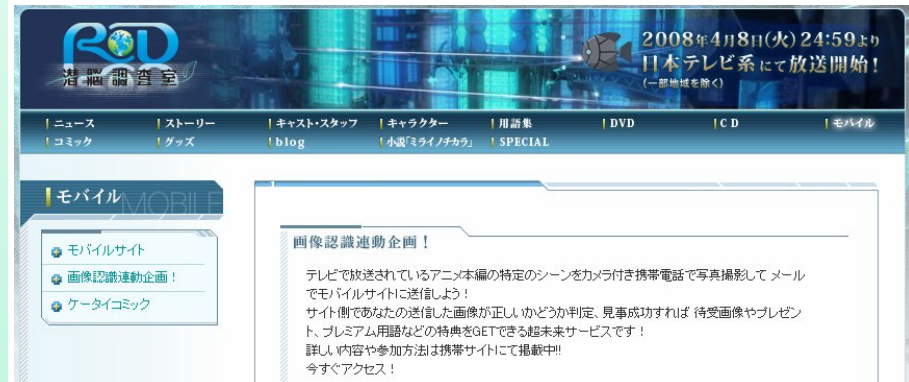 RD
潜脳調査室
2008年4月8日(火)24:59より
日本テレビ系にて放送開始!
(一部地域を除く)
ニュース ストーリー キャスト・スタッフ キャラクター 用語集 DVD CD モバイル
コミック グッズ blog 小説「ミライノチカラ」 SPECIAL
モバイル MOBILE
モバイルサイト
画像認識連動企画!
ケータイコミック
画像認識連動企画!
テレビで放送されているアニメ本編の特定のシーンをカメラ付き携帯電話で写真撮影して メール
でモバイルサイトに送信しよう!
サイト側であなたの送信した画像が正しいかどうか判定、見事成功すれば 待受画像やプレゼン
ト、プレミアム用語などの特典をGETできる超未来サービスです!
詳しい内容や参加方法は携帯サイトにて掲載中!!
今すぐアクセス!